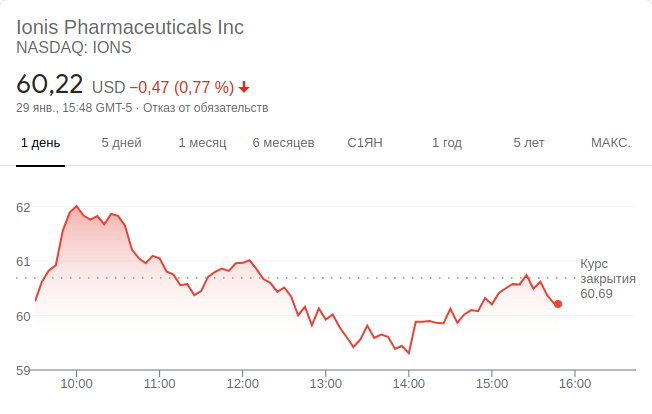 Ionis Pharmaceuticals Inc
NASDAQ: IONS
60,22 USD −0,47 (0,77 %)
29 янв., 15:48 GMT-5 · Отказ от обязательств
1 день 5 дней 1 месяц 6 месяцев С1ЯН 1 год 5 лет МАКС.
62
61
60
59
Курс
закрытия
60,69
10:00 11:00 12:00 13:00 14:00 15:00 16:00